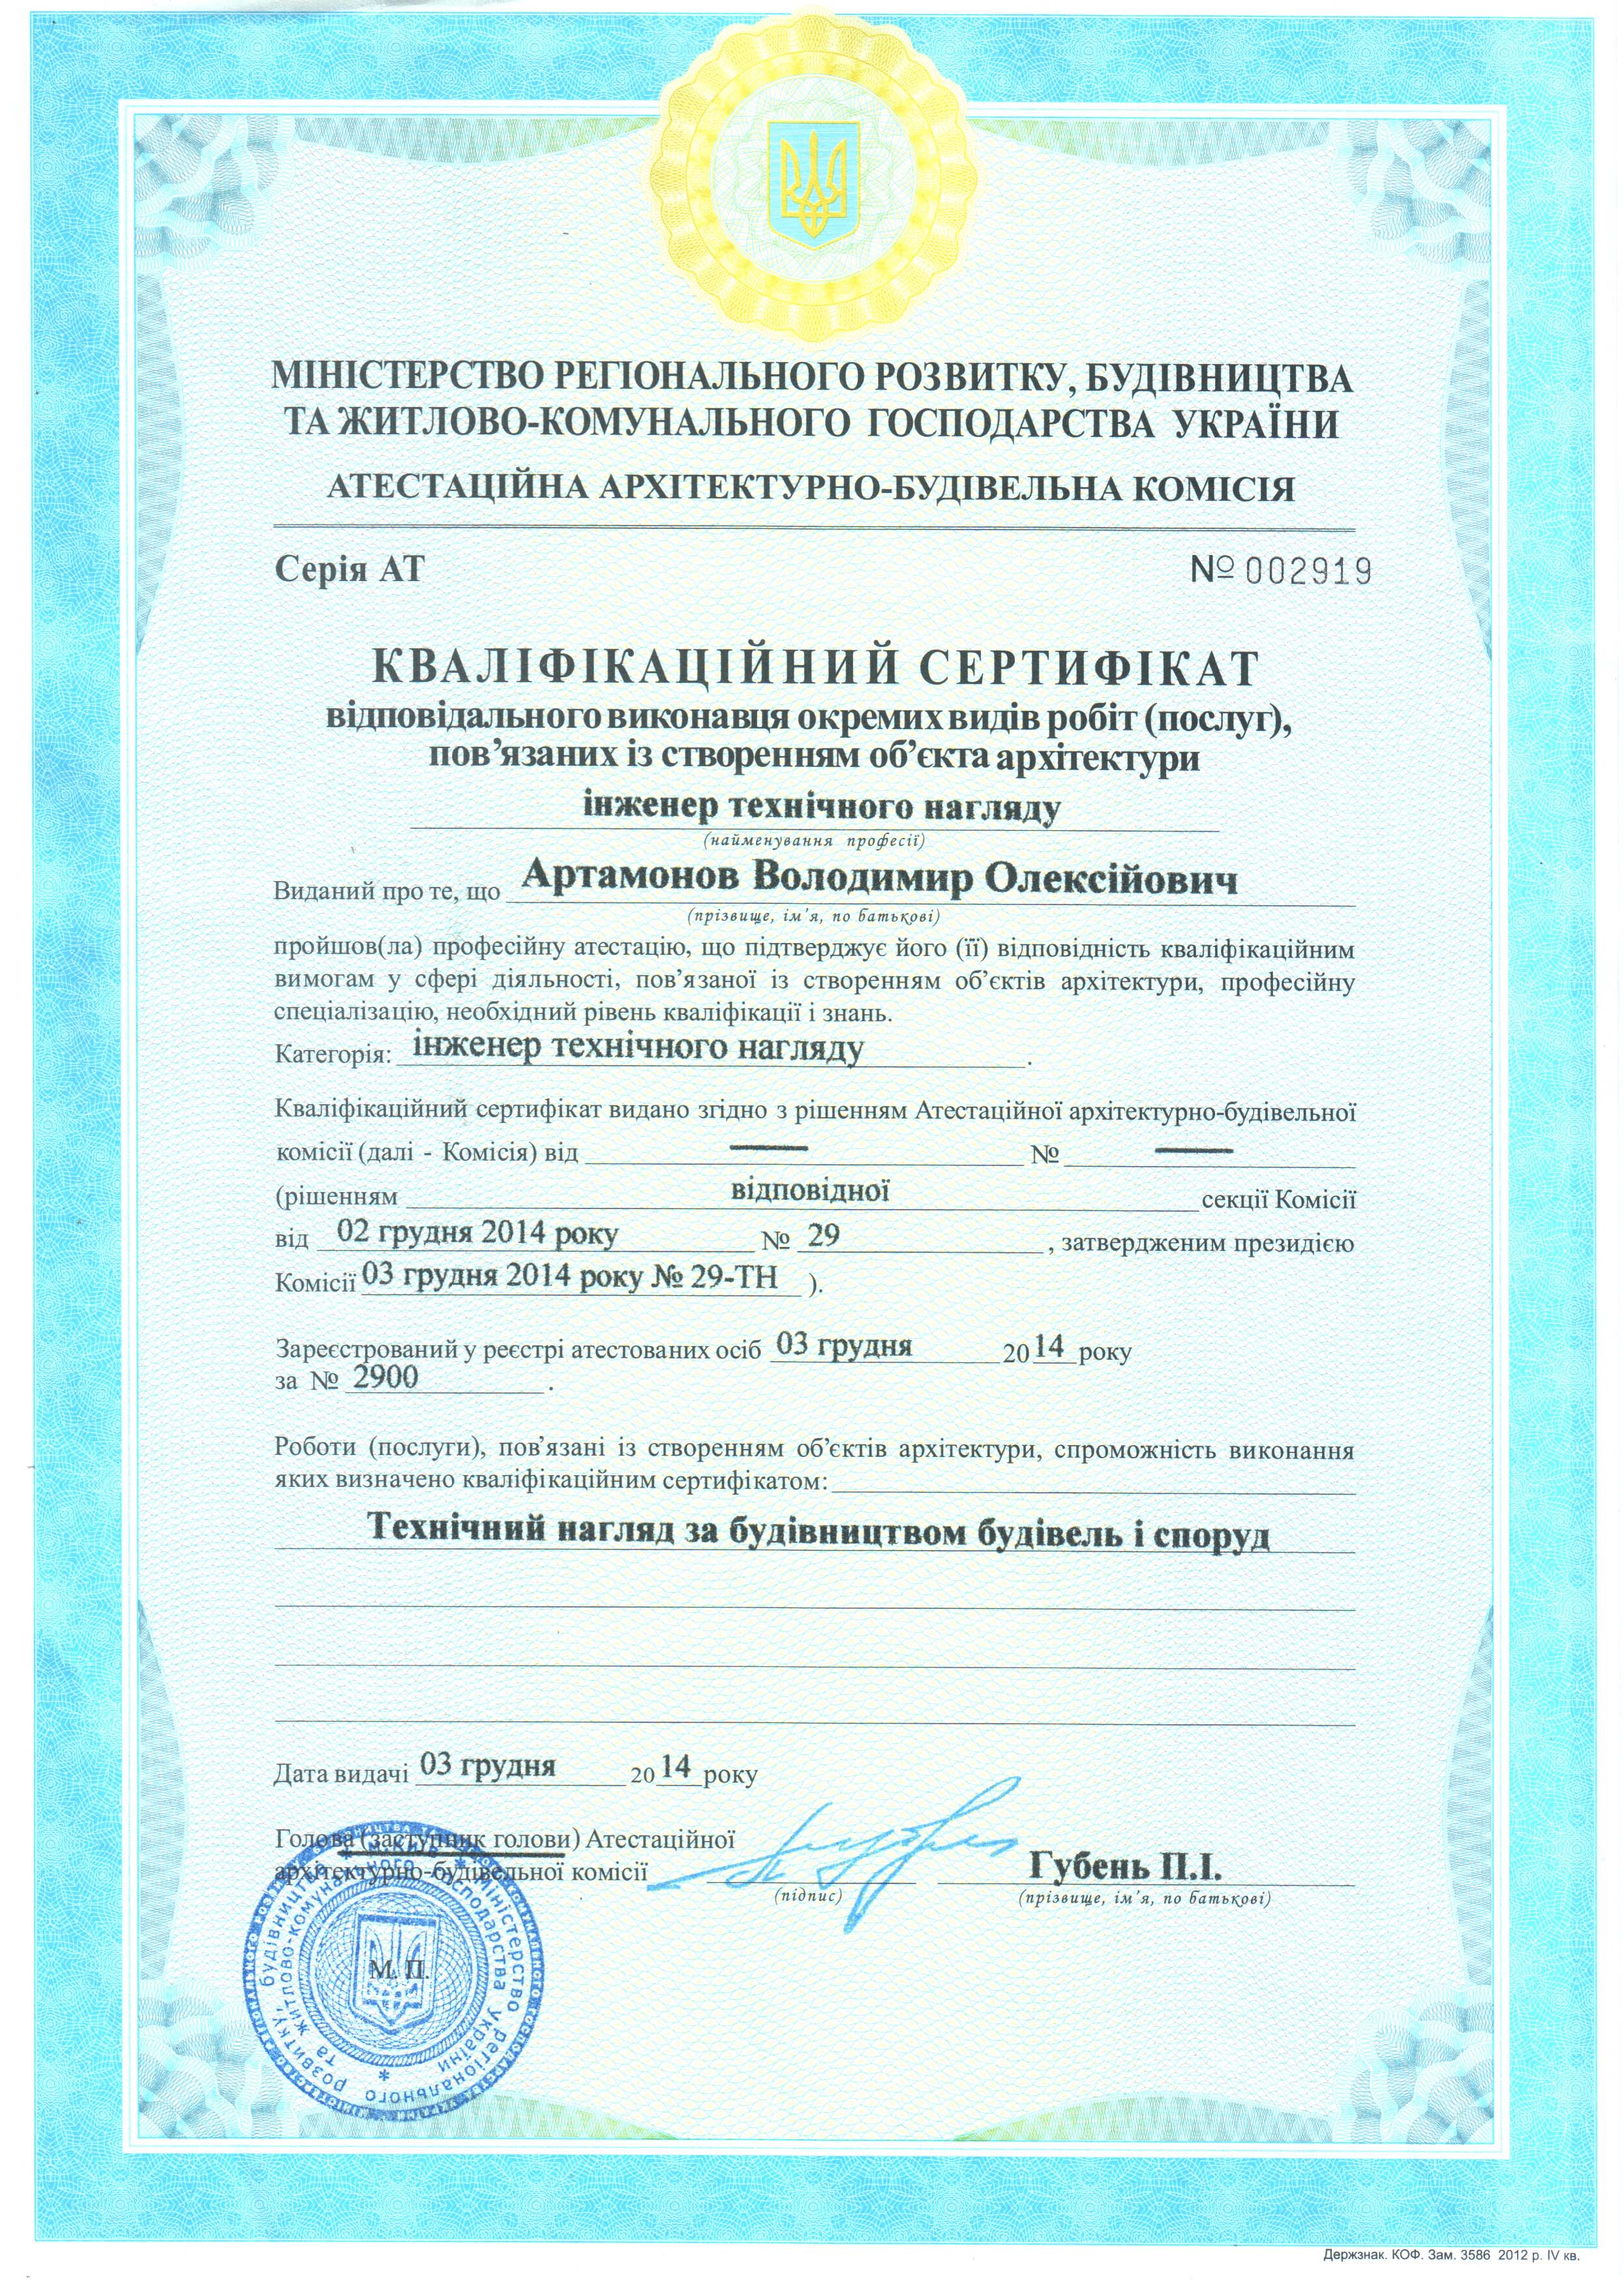 МІНІСТЕРСТВО РЕГІОНАЛЬНОГО РОЗВИТКУ, БУДІВНИЦТВА
ТА ЖИТЛОВО-КОМУНАЛЬНОГО ГОСПОДАРСТВА УКРАЇНИ
АТЕСТАЦІЙНА АРХІТЕКТУРНО-БУДІВЕЛЬНА КОМІСІЯ
Серія АТ № 002919
КВАЛІФІКАЦІЙНИЙ СЕРТИФІКАТ
відповідального виконавця окремих видів робіт (послуг),
пов’язаних із створенням об’єкта архітектури
інженер технічного нагляду
(найменування професії)
Виданий про те, що Артамонов Володимир Олексійович
(прізвище, ім’я, по батькові)
пройшов(ла) професійну атестацію, що підтверджує його (її) відповідність кваліфікаційним
вимогам у сфері діяльності, пов’язаної із створенням об’єктів архітектури, професійну
спеціалізацію, необхідний рівень кваліфікації і знань.
Категорія: інженер технічного нагляду .
Кваліфікаційний сертифікат видано згідно з рішенням Атестаційної архітектурно-будівельної
комісії (далі - Комісія) від — № —
(рішенням відповідної секції Комісії
від 02 грудня 2014 року № 29 , затвердженим президією
Комісії 03 грудня 2014 року № 29-ТН ).
Зареєстрований у реєстрі атестованих осіб 03 грудня 2014 року
за № 2900 .
Роботи (послуги), пов’язані із створенням об’єктів архітектури, спроможність виконання
яких визначено кваліфікаційним сертифікатом:
Технічний нагляд за будівництвом будівель і споруд
Дата видачі 03 грудня 2014 року
Голова (заступник голови) Атестаційної
архітектурно-будівельної комісії Губень П.І.
(підпис) (прізвище, ім’я, по батькові)
М. П.
Міністерство регіонального розвитку, будівництва та
житлово-комунального господарства України
м.Київ
Держзнак. КОФ. Зам. 3586 2012 р. IV кв.